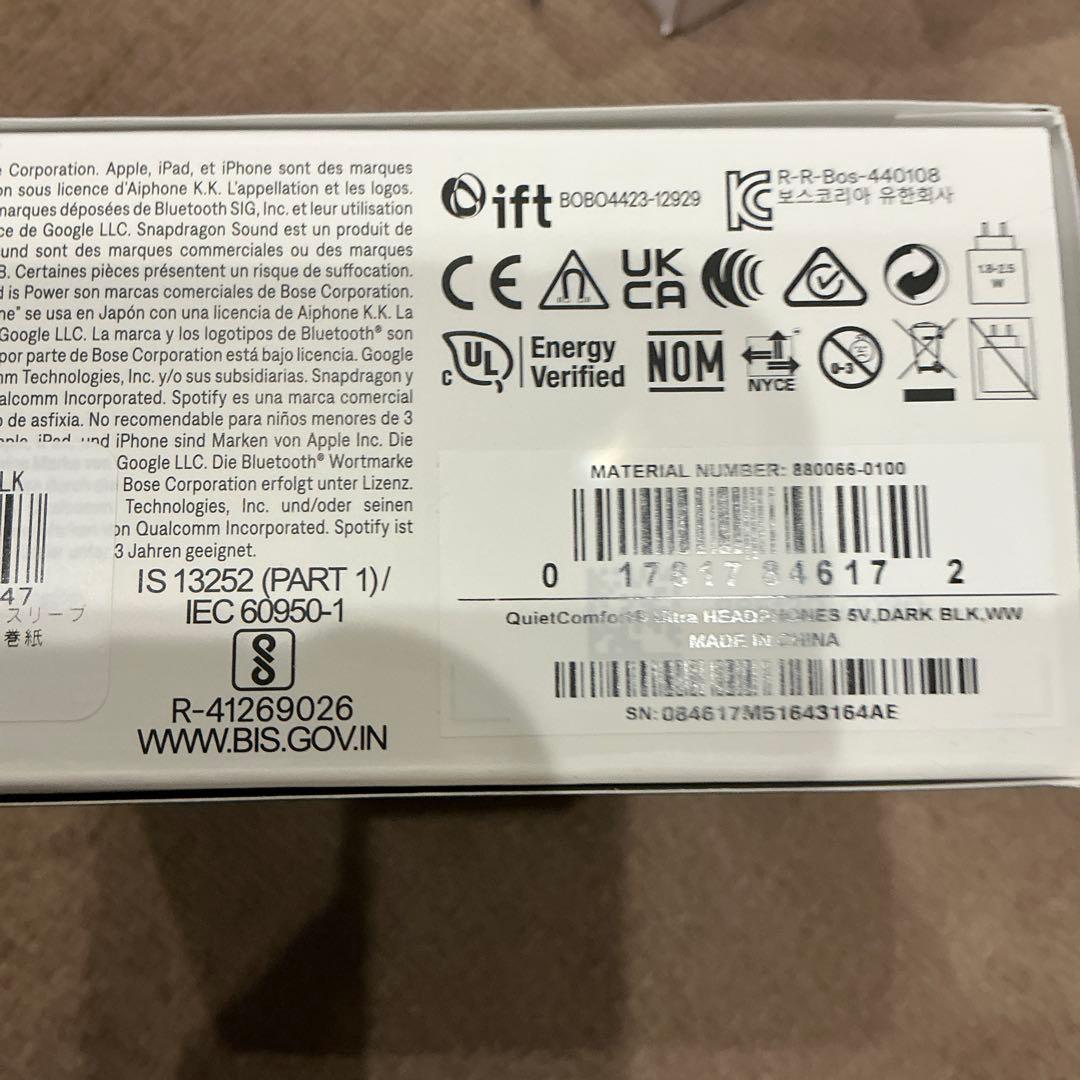 Corporation. Apple, iPad, et iPhone sont des marques
on sous licence d'Aiphone K.K. L'appellation et les logos.
marques déposées de Bluetooth SIG, Inc. et leur utilisation
ce de Google LLC. Snapdragon Sound est un produit de
und sont des marques commerciales ou des marques
B. Certaines pièces présentent un risque de suffocation.
d is Power son marcas comerciales de Bose Corporation.
ne" se usa en Japón con una licencia de Aiphone K.K. La
Google LLC. La marca y los logotipos de Bluetooth® son
por parte de Bose Corporation está bajo licencia. Google
mm Technologies, Inc. y/o sus subsidiarias. Snapdragon y
alcomm Incorporated. Spotify es una marca comercial
o de asfixia. No recomendable para niños menores de 3
iPad, und iPhone sind Marken von Apple Inc. Die
Google LLC. Die Bluetooth® Wortmarke
Bose Corporation erfolgt unter Lizenz.
Technologies, Inc. und/oder seinen
on Qualcomm Incorporated. Spotify ist
3 Jahren geeignet.
LK
47
スリーブ
巻紙
IS 13252 (PART 1)/
IEC 60950-1
R-41269026
WWW.BIS.GOV.IN
ift BOBO4423-12929
R-R-Bos-440108
보스코리아 유한회사
CE UK CA
1.8-2.5
W
c UL Energy Verified NOM NYCE 0-3
MATERIAL NUMBER: 880066-0100
0 17817 84617 2
QuietComfort® Ultra HEADPHONES 5V,DARK BLK,WW
MADE IN CHINA
SN: 084617M51643164AE